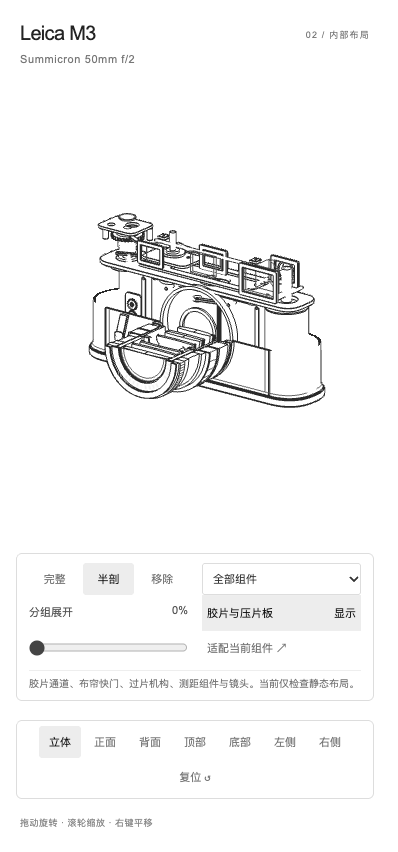 Leica M3
02 / 内部布局
Summicron 50mm f/2
完整 半剖 移除 全部组件
分组展开 0% 胶片与压片板 显示
适配当前组件 ↗
胶片通道、布帘快门、过片机构、测距组件与镜头。当前仅检查静态布局。
立体 正面 背面 顶部 底部 左侧 右侧
复位 ↺
拖动旋转 · 滚轮缩放 · 右键平移